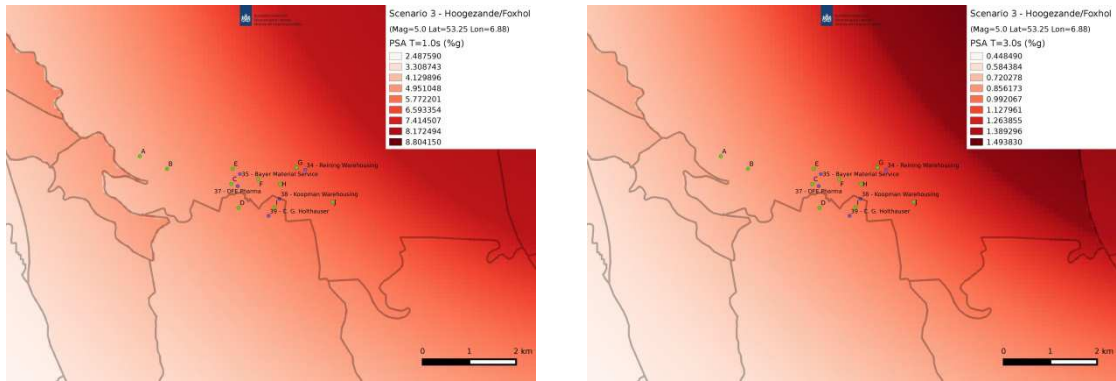 Scenario 3 - Hoogezande/Foxhol
(Mag=5.0 Lat=53.25 Lon=6.88)
PSA T=1.0s (%g)
2.487590
3.308743
4.129896
4.951048
5.772201
6.593354
7.414507
8.172494
8.804150
A
B
E
G
34 - Reining Warehousing
35 - Bayer Material Service
C
F
H
37 - DFE Pharma
38 - Koopman Warehousing
D
I
J
39 - E. G. Holthauser
0 1 2 km
Scenario 3 - Hoogezande/Foxhol
(Mag=5.0 Lat=53.25 Lon=6.88)
PSA T=3.0s (%g)
0.448490
0.584384
0.720278
0.856173
0.992067
1.127961
1.263855
1.389296
1.493830
A
B
E
G
34 - Reining Warehousing
35 - Bayer Material Service
C
F
H
37 - DFE Pharma
38 - Koopman Warehousing
D
I
J
39 - E. G. Holthauser
0 1 2 km